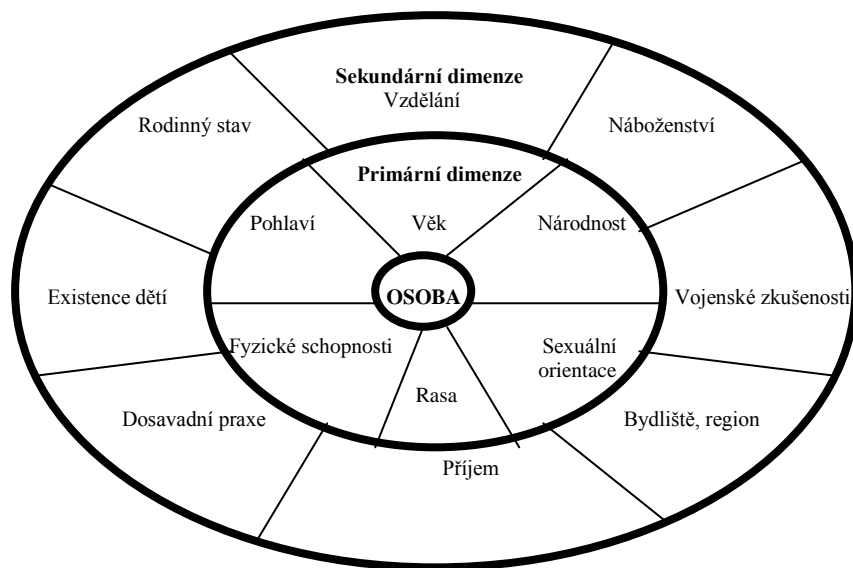 Sekundární dimenze
Vzdělání
Rodinný stav
Náboženství
Primární dimenze
Pohlaví
Věk
Národnost
Existence dětí
OSOBA
Vojenské zkušenosti
Fyzické schopnosti
Sexuální
orientace
Rasa
Dosavadní praxe
Bydliště, region
Příjem